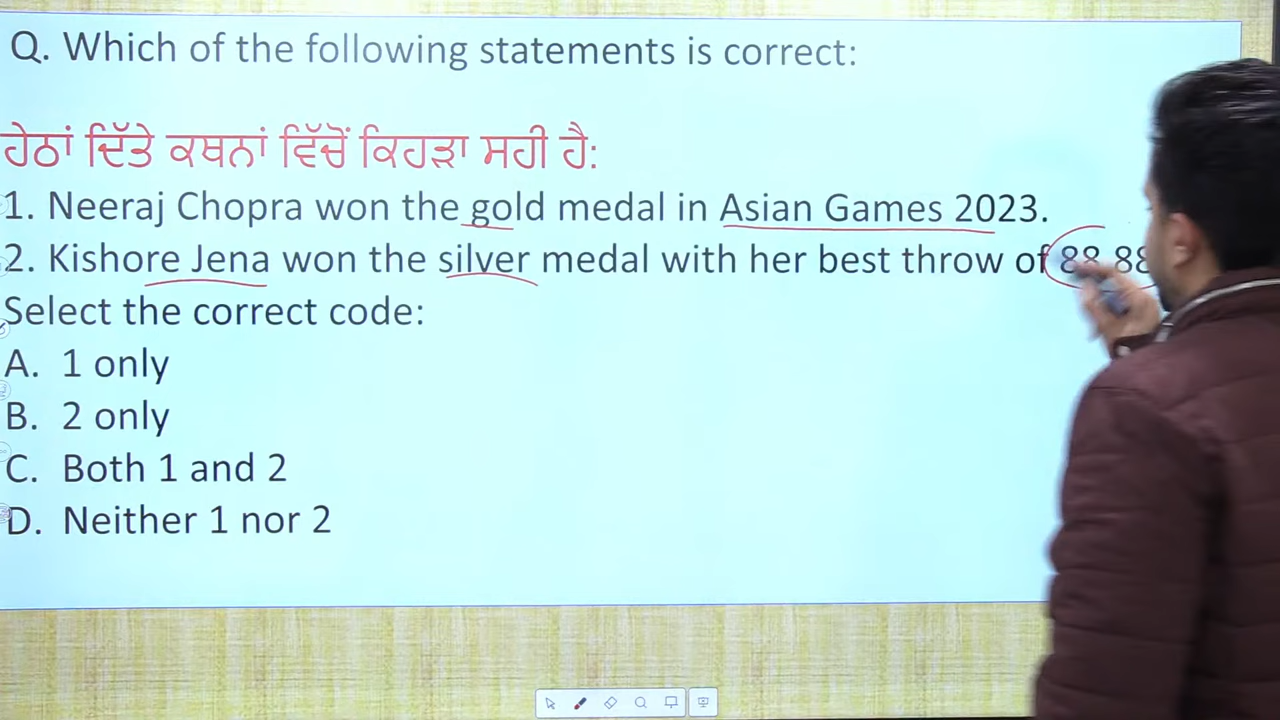 Q. Which of the following statements is correct:
ਹੇਠਾਂ ਦਿੱਤੇ ਕਥਨਾਂ ਵਿੱਚੋਂ ਕਿਹੜਾ ਸਹੀ ਹੈ:
1. Neeraj Chopra won the gold medal in Asian Games 2023.
2. Kishore Jena won the silver medal with her best throw of
Select the correct code:
A. 1 only
B. 2 only
C. Both 1 and 2
D. Neither 1 nor 2